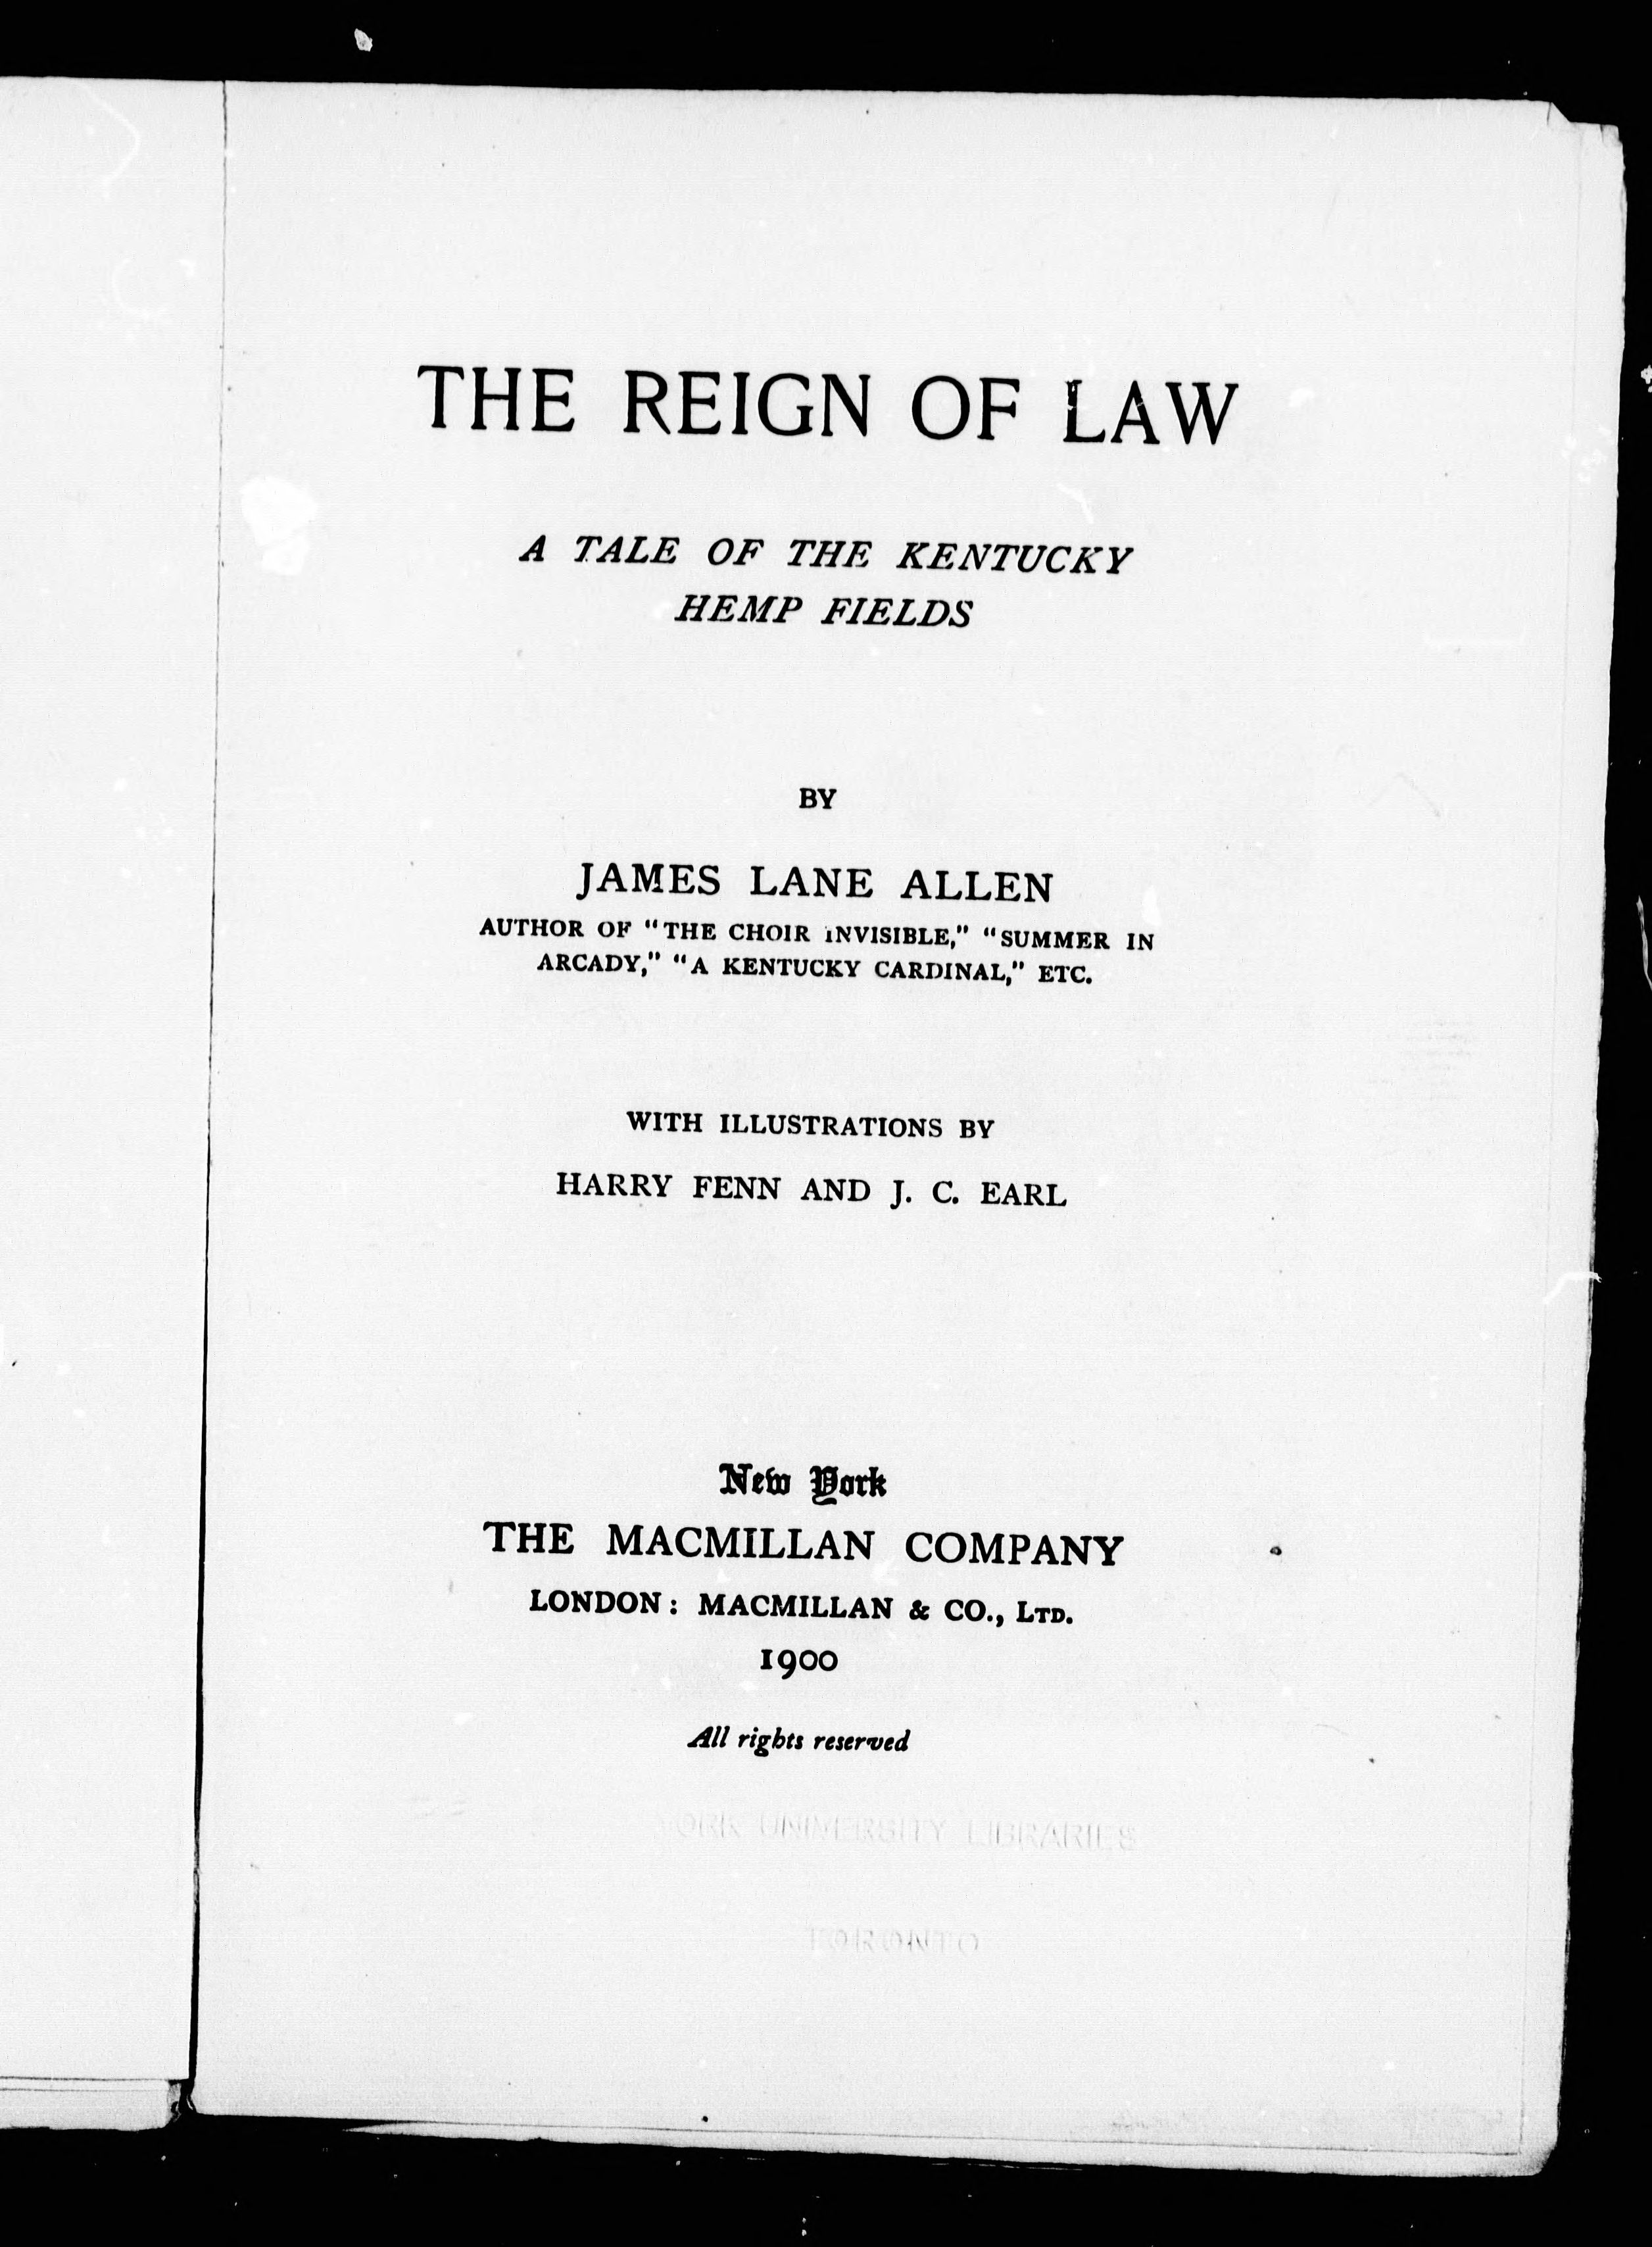 THE REIGN OF LAW
A TALE OF THE KENTUCKY
HEMP FIELDS
BY
JAMES LANE ALLEN
AUTHOR OF "THE CHOIR INVISIBLE," "SUMMER IN
ARCADY," "A KENTUCKY CARDINAL," ETC.
WITH ILLUSTRATIONS BY
HARRY FENN AND J. C. EARL
New York
THE MACMILLAN COMPANY
LONDON: MACMILLAN & CO., LTD.
1900
All rights reserved
YORK UNIVERSITY LIBRARIES
TORONTO